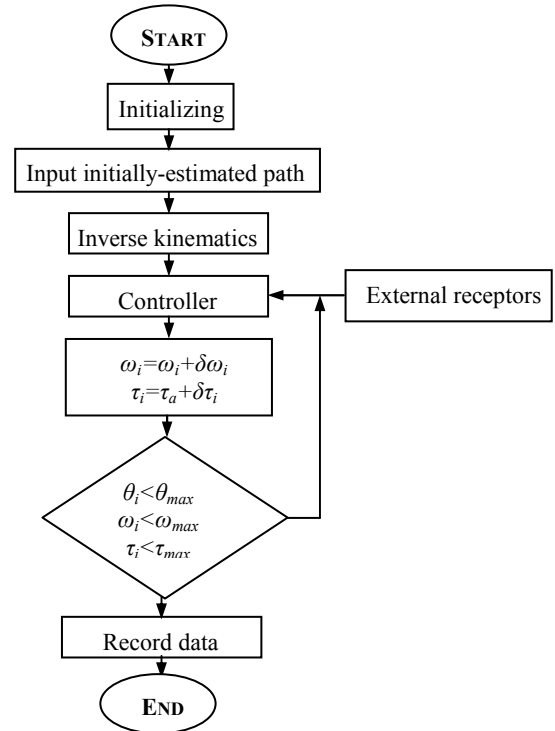 START
Initializing
Input initially-estimated path
Inverse kinematics
Controller
External receptors
ωi=ωi+δωi
τi=τa+δτi
θi<θmax
ωi<ωmax
τi<τmax
Record data
END